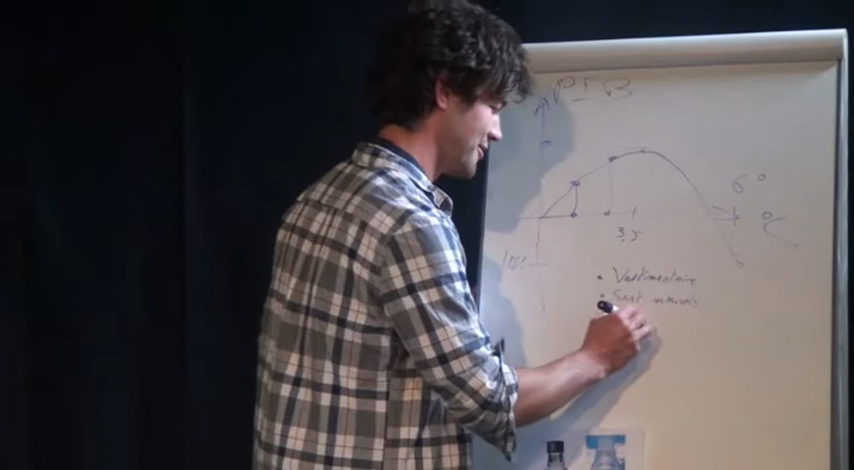 PIB
6°
°C
3,5
10%
• Vestimentaire
•